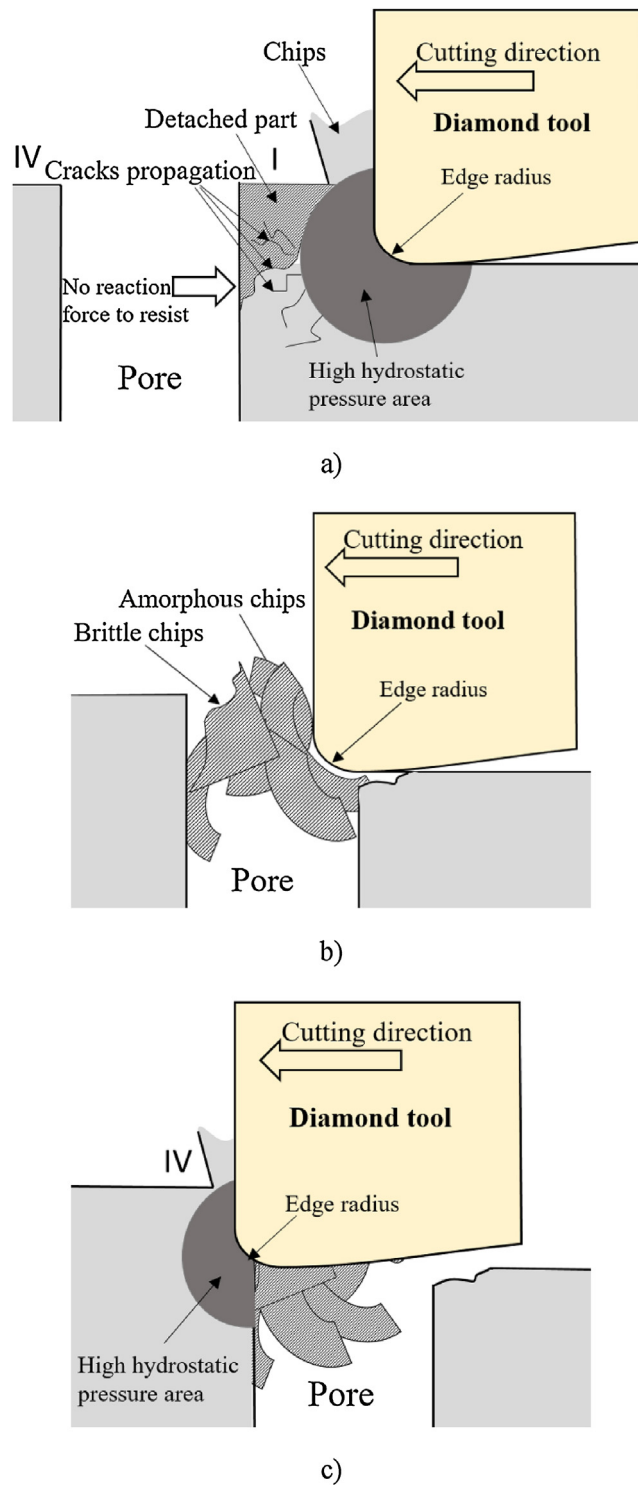 Chips
Cutting direction
Detached part
Diamond tool
IV
I
Cracks propagation
Edge radius
No reaction
force to resist
Pore
High hydrostatic
pressure area
a)
Cutting direction
Amorphous chips
Brittle chips
Diamond tool
Edge radius
Pore
b)
Cutting direction
Diamond tool
IV
Edge radius
High hydrostatic
pressure area
Pore
c)